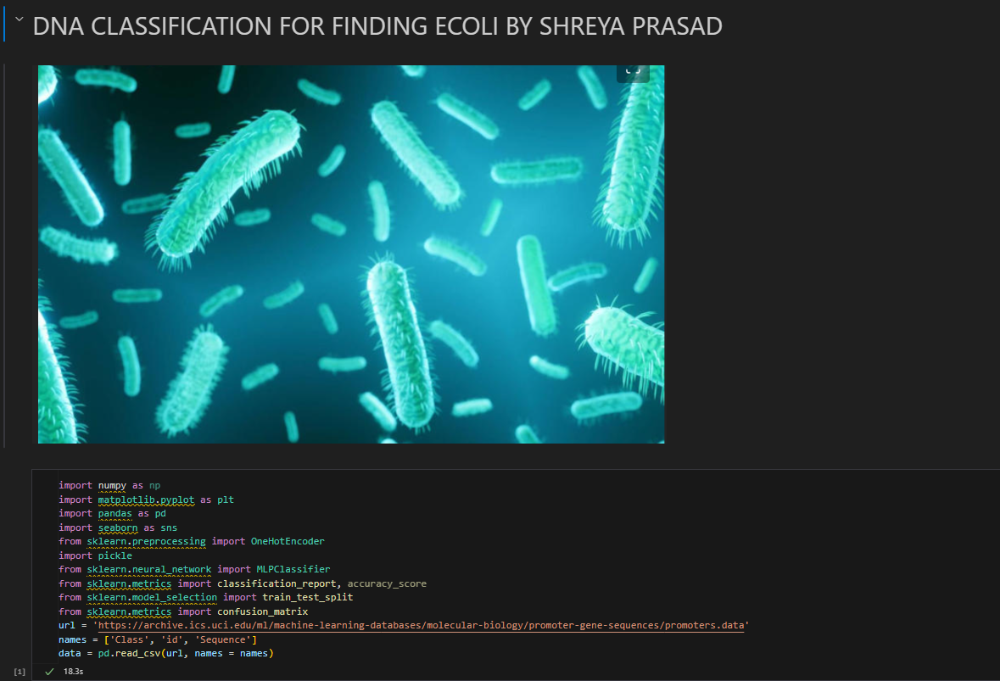 DNA CLASSIFICATION FOR FINDING ECOLI BY SHREYA PRASAD
import numpy as np
import matplotlib.pyplot as plt
import pandas as pd
import seaborn as sns
from sklearn.preprocessing import OneHotEncoder
import pickle
from sklearn.neural_network import MLPClassifier
from sklearn.metrics import classification_report, accuracy_score
from sklearn.model_selection import train_test_split
from sklearn.metrics import confusion_matrix
url = 'https://archive.ics.uci.edu/ml/machine-learning-databases/molecular-biology/promoter-gene-sequences/promoters.data'
names = ['Class', 'id', 'Sequence']
data = pd.read_csv(url, names = names)
[1] ✓ 18.3s